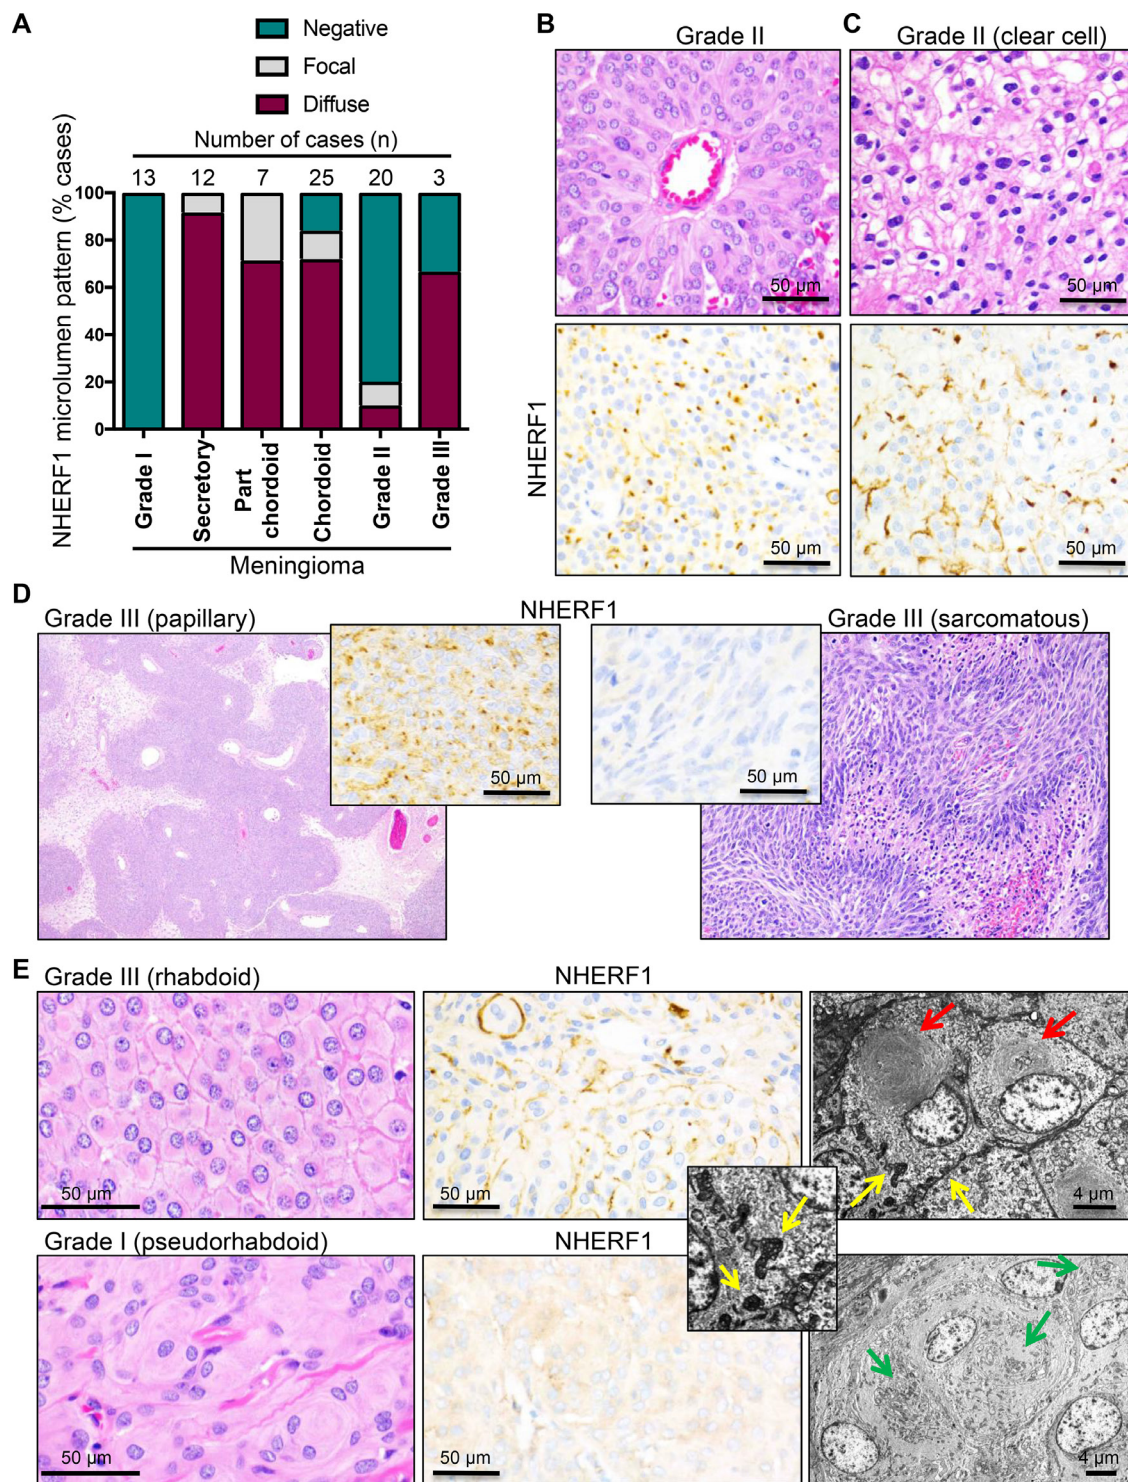 A
Negative
Focal
Diffuse
Number of cases (n)
13 12 7 25 20 3
NHERF1 microlumen pattern (% cases)
100
80
60
40
20
0
Grade I
Secretory
Part
chordoid
Chordoid
Grade II
Grade III
Meningioma
B
Grade II
50 µm
NHERF1
50 µm
C
Grade II (clear cell)
50 µm
50 µm
D
Grade III (papillary)
NHERF1
Grade III (sarcomatous)
50 µm
50 µm
E
Grade III (rhabdoid)
NHERF1
50 µm
50 µm
4 µm
Grade I (pseudorhabdoid)
NHERF1
50 µm
50 µm
4 µm